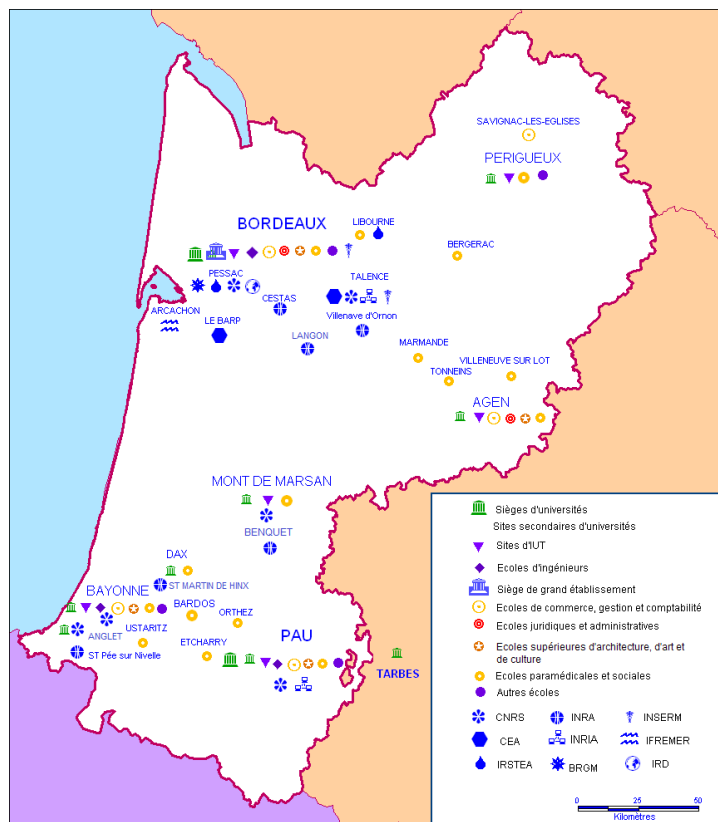 SAVIGNAC-LES-EGLISES
PERIGUEUX
BORDEAUX
LIBOURNE
BERGERAC
PESSAC
TALENCE
CESTAS
ARCACHON
LE BARP
Villenave d'Ornon
LANGON
MARMANDE
VILLENEUVE SUR LOT
TONNEINS
AGEN
MONT DE MARSAN
BENQUET
DAX
ST MARTIN DE HINX
BAYONNE
BARDOS
ORTHEZ
ANGLET
USTARITZ
ETCHARRY
PAU
ST Pée sur Nivelle
TARBES
Sièges d'universités
Sites secondaires d'universités
Sites d'IUT
Ecoles d'ingénieurs
Siège de grand établissement
Ecoles de commerce, gestion et comptabilité
Ecoles juridiques et administratives
Ecoles supérieures d'architecture, d'art et
de culture
Ecoles paramédicales et sociales
Autres écoles
CNRS INRA INSERM
CEA INRIA IFREMER
IRSTEA BRGM IRD
0 25 50
Kilomètres